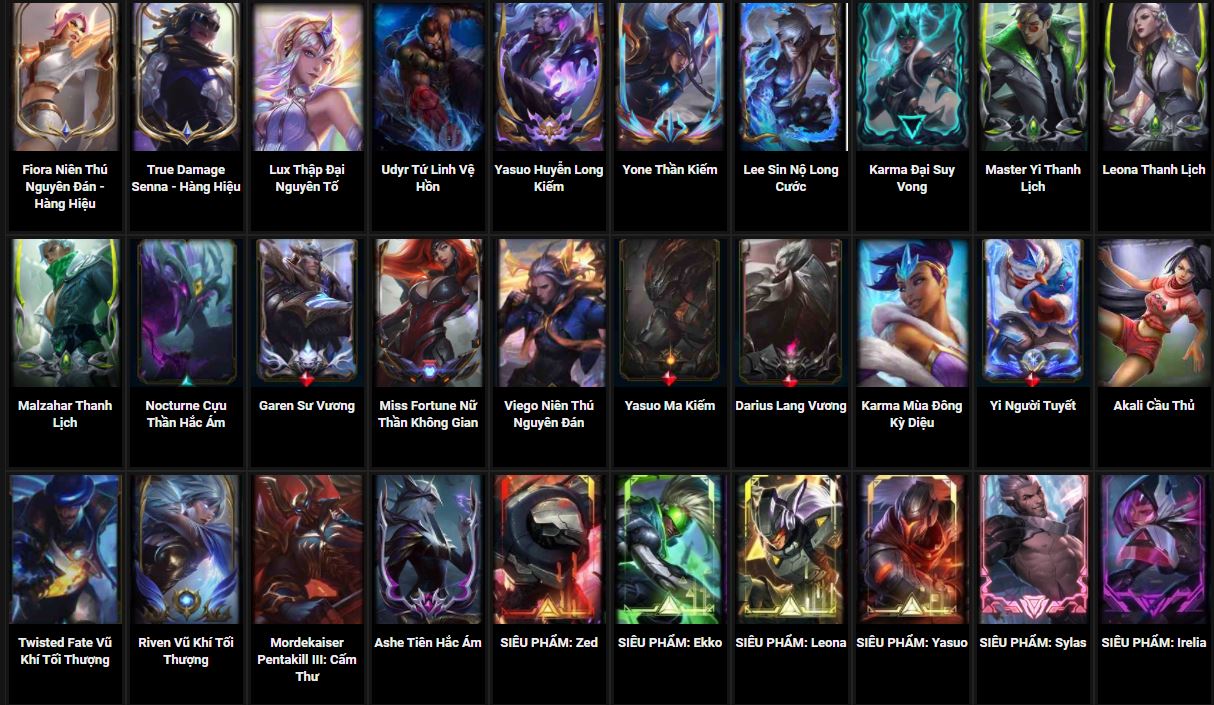 Fiora Niên Thú
Nguyên Đán -
Hàng Hiệu
True Damage
Senna - Hàng Hiệu
Lux Thập Đại
Nguyên Tố
Udyr Tứ Linh Vệ
Hồn
Yasuo Huyễn Long
Kiếm
Yone Thần Kiếm
Lee Sin Nộ Long
Cước
Karma Đại Suy
Vong
Master Yi Thanh
Lịch
Leona Thanh Lịch
Malzahar Thanh
Lịch
Nocturne Cựu
Thần Hắc Ám
Garen Sư Vương
Miss Fortune Nữ
Thần Không Gian
Viego Niên Thú
Nguyên Đán
Yasuo Ma Kiếm
Darius Lang Vương
Karma Mùa Đông
Kỳ Diệu
Yi Người Tuyết
Akali Cầu Thủ
Twisted Fate Vũ
Khí Tối Thượng
Riven Vũ Khí Tối
Thượng
Mordekaiser
Pentakill III: Cấm
Thư
Ashe Tiên Hắc Ám
SIÊU PHẨM: Zed
SIÊU PHẨM: Ekko
SIÊU PHẨM: Leona
SIÊU PHẨM: Yasuo
SIÊU PHẨM: Sylas
SIÊU PHẨM: Irelia